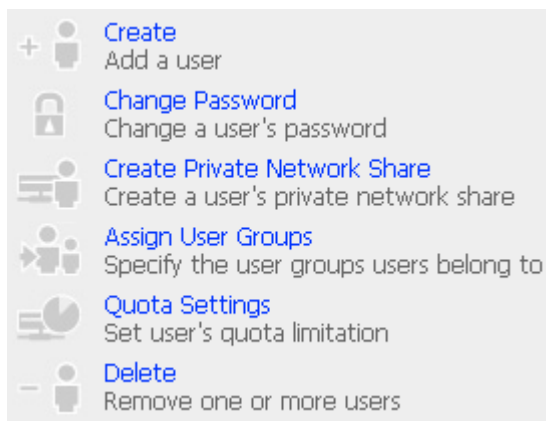 Create
Add a user
Change Password
Change a user's password
Create Private Network Share
Create a user's private network share
Assign User Groups
Specify the user groups users belong to
Quota Settings
Set user's quota limitation
Delete
Remove one or more users